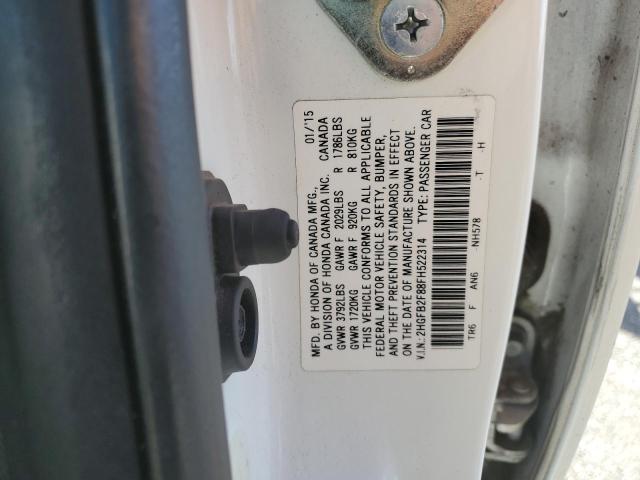 MFD. BY HONDA OF CANADA MFG., 01/'15
A DIVISION OF HONDA CANADA INC. CANADA
GVWR 3792LBS GAWR F 2029LBS R 1786LBS
GVWR 1720KG GAWR F 920KG R 810KG
THIS VEHICLE CONFORMS TO ALL APPLICABLE
FEDERAL MOTOR VEHICLE SAFETY, BUMPER,
AND THEFT PREVENTION STANDARDS IN EFFECT
ON THE DATE OF MANUFACTURE SHOWN ABOVE.
V.I.N.: 2HGFB2F88FH522314 TYPE: PASSENGER CAR
TR6 F AN6 NH578 -T -H